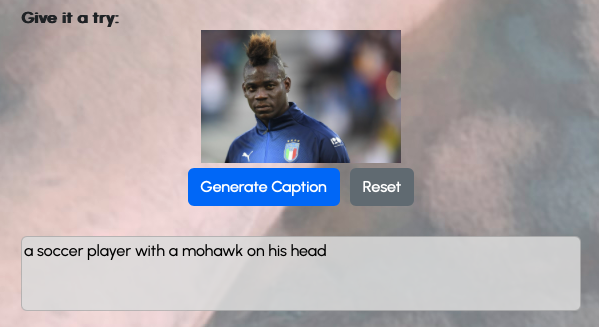 Give it a try:
Generate Caption
Reset
a soccer player with a mohawk on his head